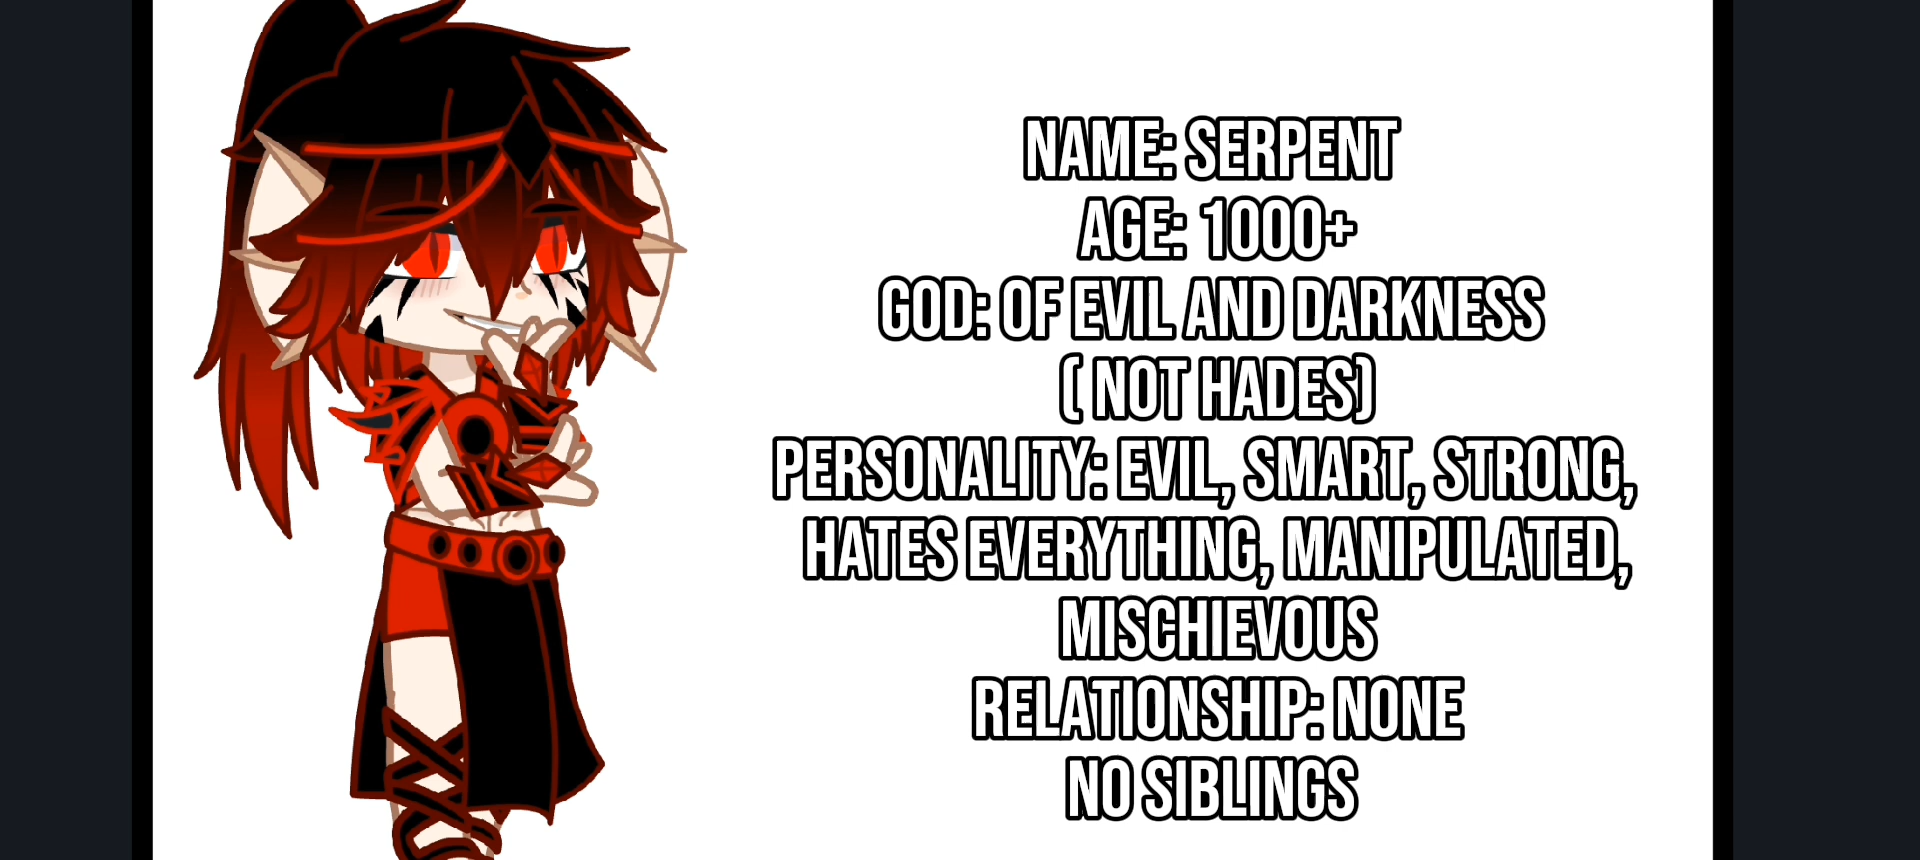 NAME: SERPENT
AGE: 1000+
GOD: OF EVIL AND DARKNESS
( NOT HADES)
PERSONALITY: EVIL, SMART, STRONG,
HATES EVERYTHING, MANIPULATED,
MISCHIEVOUS
RELATIONSHIP: NONE
NO SIBLINGS